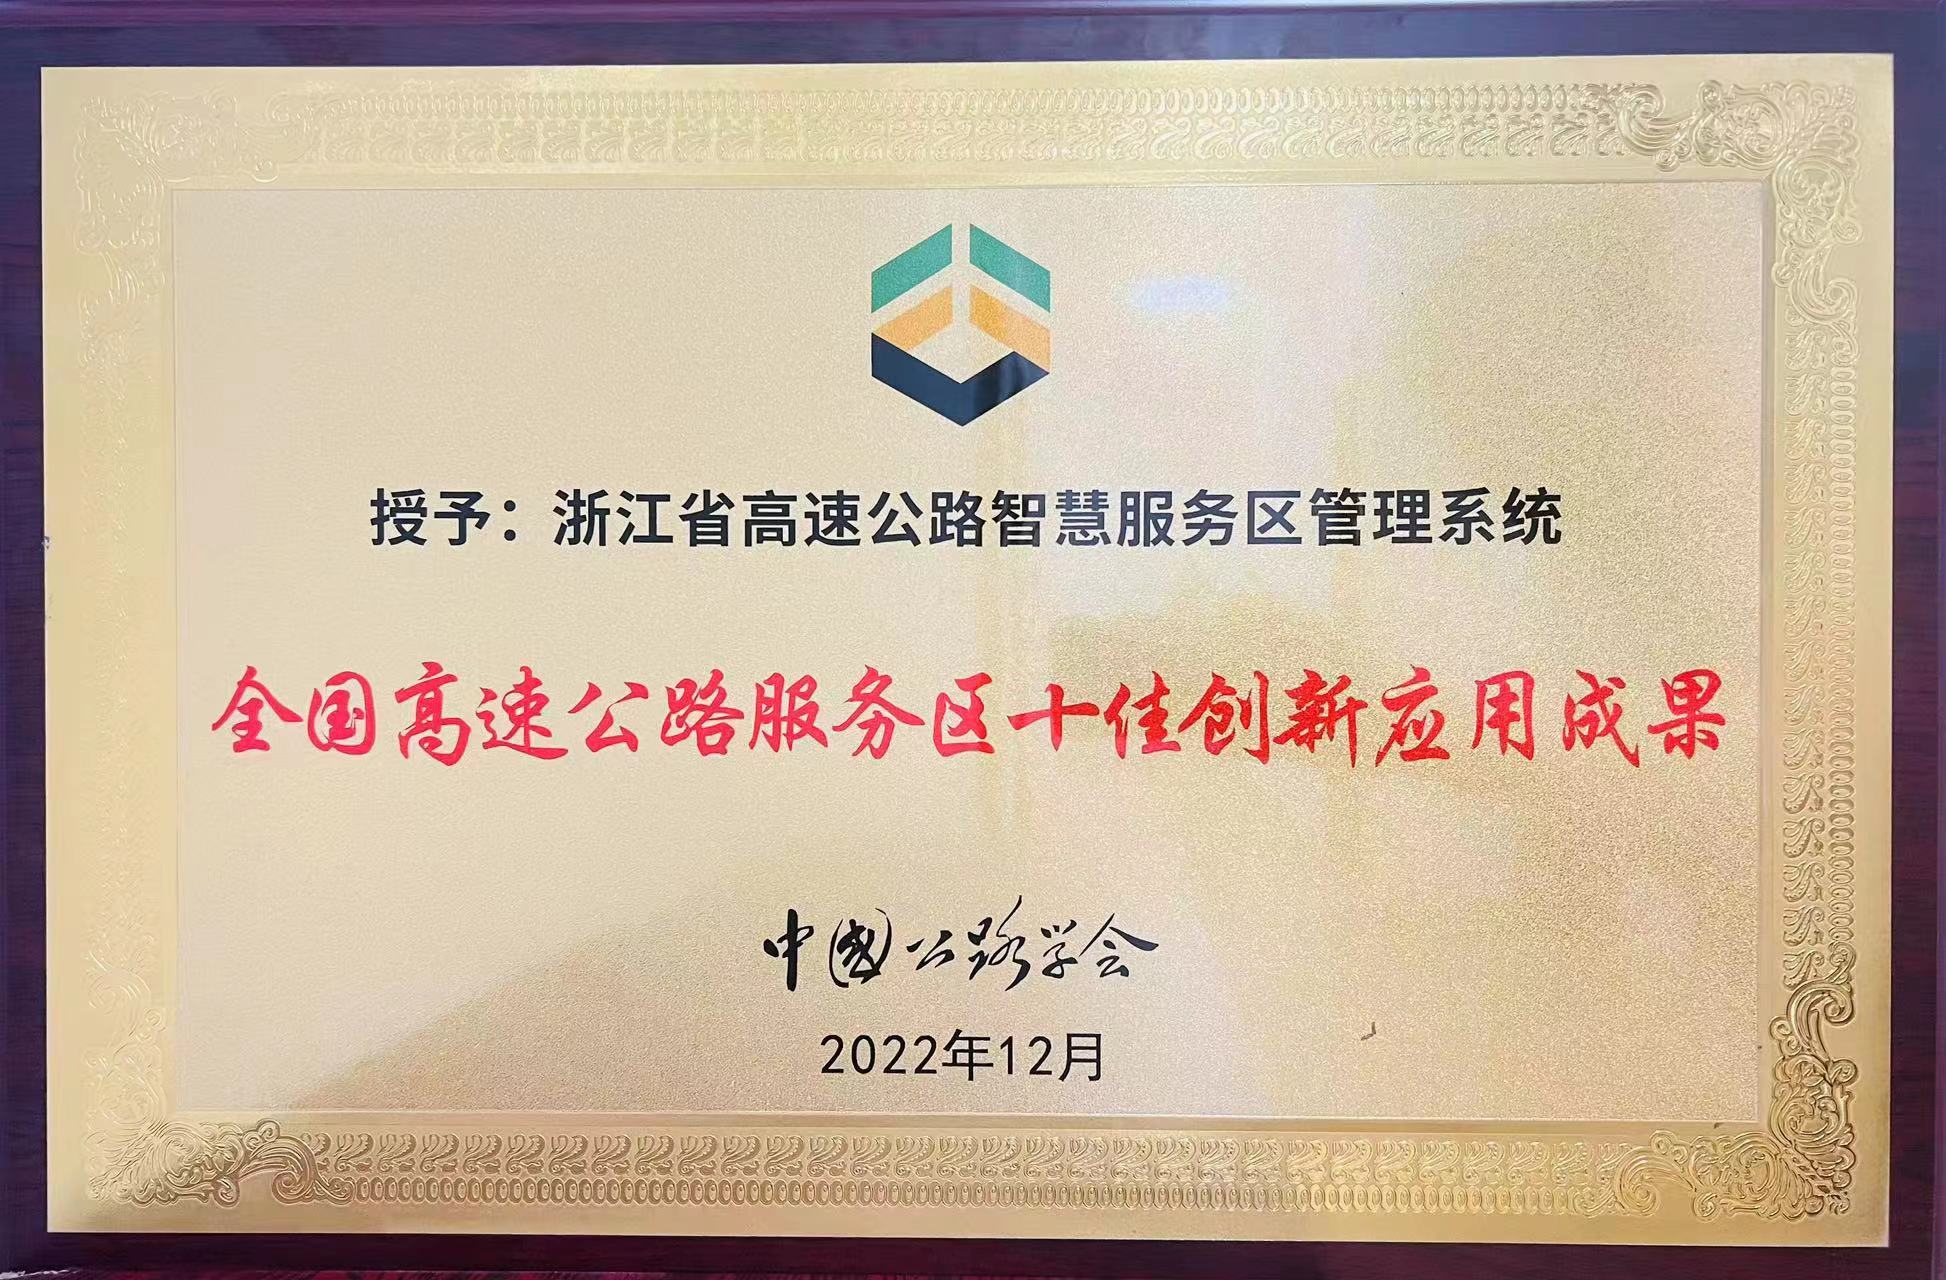 授予：浙江省高速公路智慧服务区管理系统
全国高速公路服务区十佳创新应用成果
中國公路学会
2022年12月